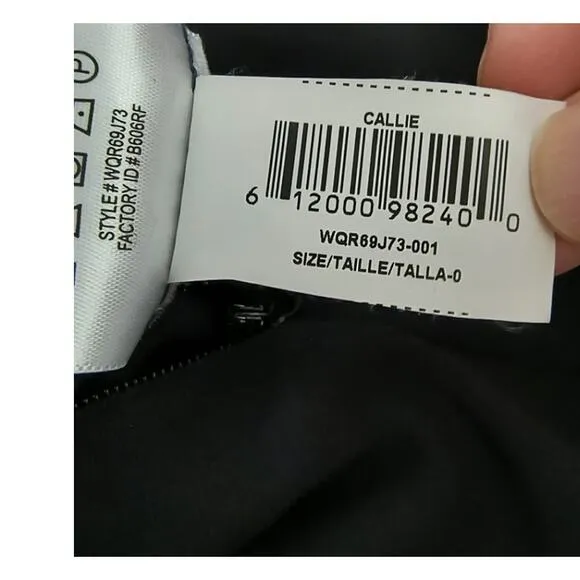 STYLE# WQR69J73
FACTORY ID# B606RF
CALLIE
6 12000 98240 0
WQR69J73-001
SIZE/TAILLE/TALLA-0
P